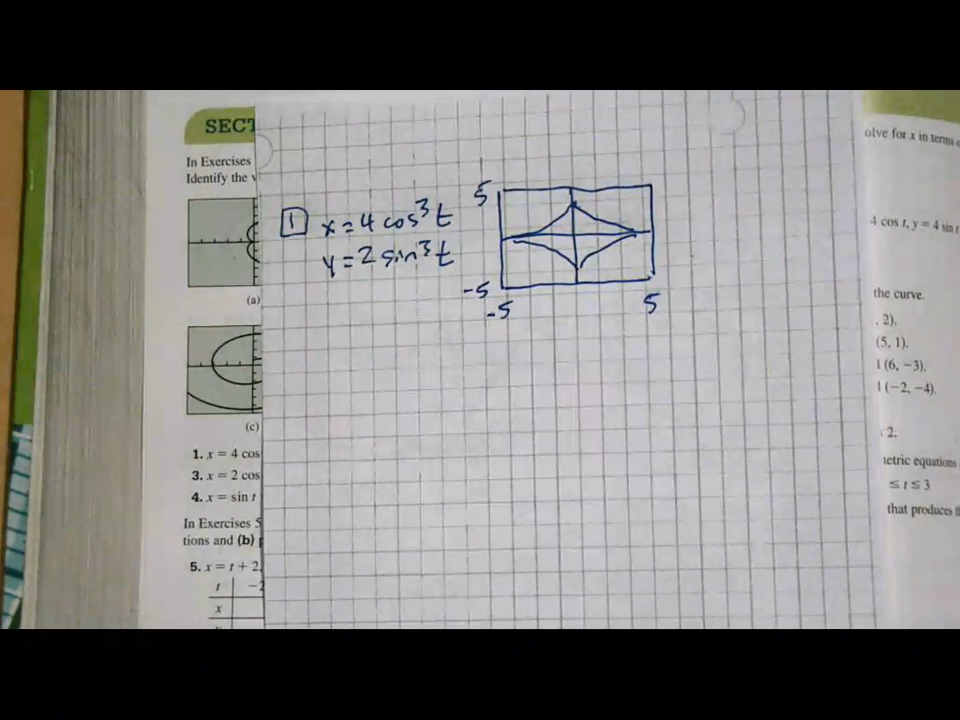 SECT
In Exercises
Identify the
(a)
(c)
1. x = 4 cos
3. x = 2 cos
4. x = sin t
In Exercises 5
tions and (b)
5. x = t + 2,
t
x
1 x = 4 cos³ t
y = 2 sin³ t
5
-5
-5
5
olve for x in terms
4 cos t, y = 4 sin t
the curve.
, 2).
(5, 1).
(6, −3).
(−2, −4).
2.
netric equations
≤ t ≤ 3
that produces